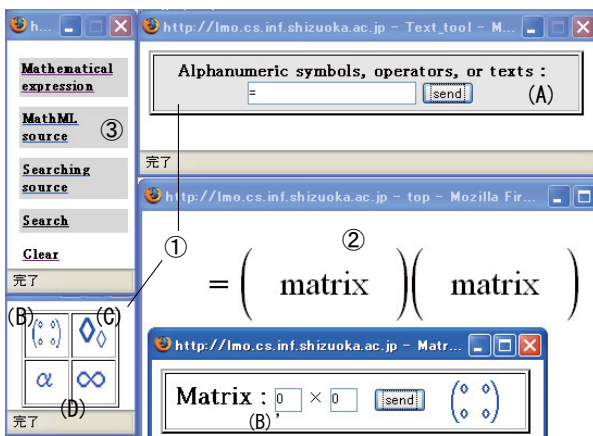 h...
Mathematical
expression
MathML
source
③
Searching
source
Search
Clear
完了
http://lmo.cs.inf.shizuoka.ac.jp - Text_tool - M...
Alphanumeric symbols, operators, or texts :
=
send
(A)
完了
①
http://lmo.cs.inf.shizuoka.ac.jp - top - Mozilla Fir...
②
= ( matrix )( matrix )
(B)
(C)
α
∞
(D)
完了
http://lmo.cs.inf.shizuoka.ac.jp - Matr...
Matrix : 0 × 0 send
(B)'